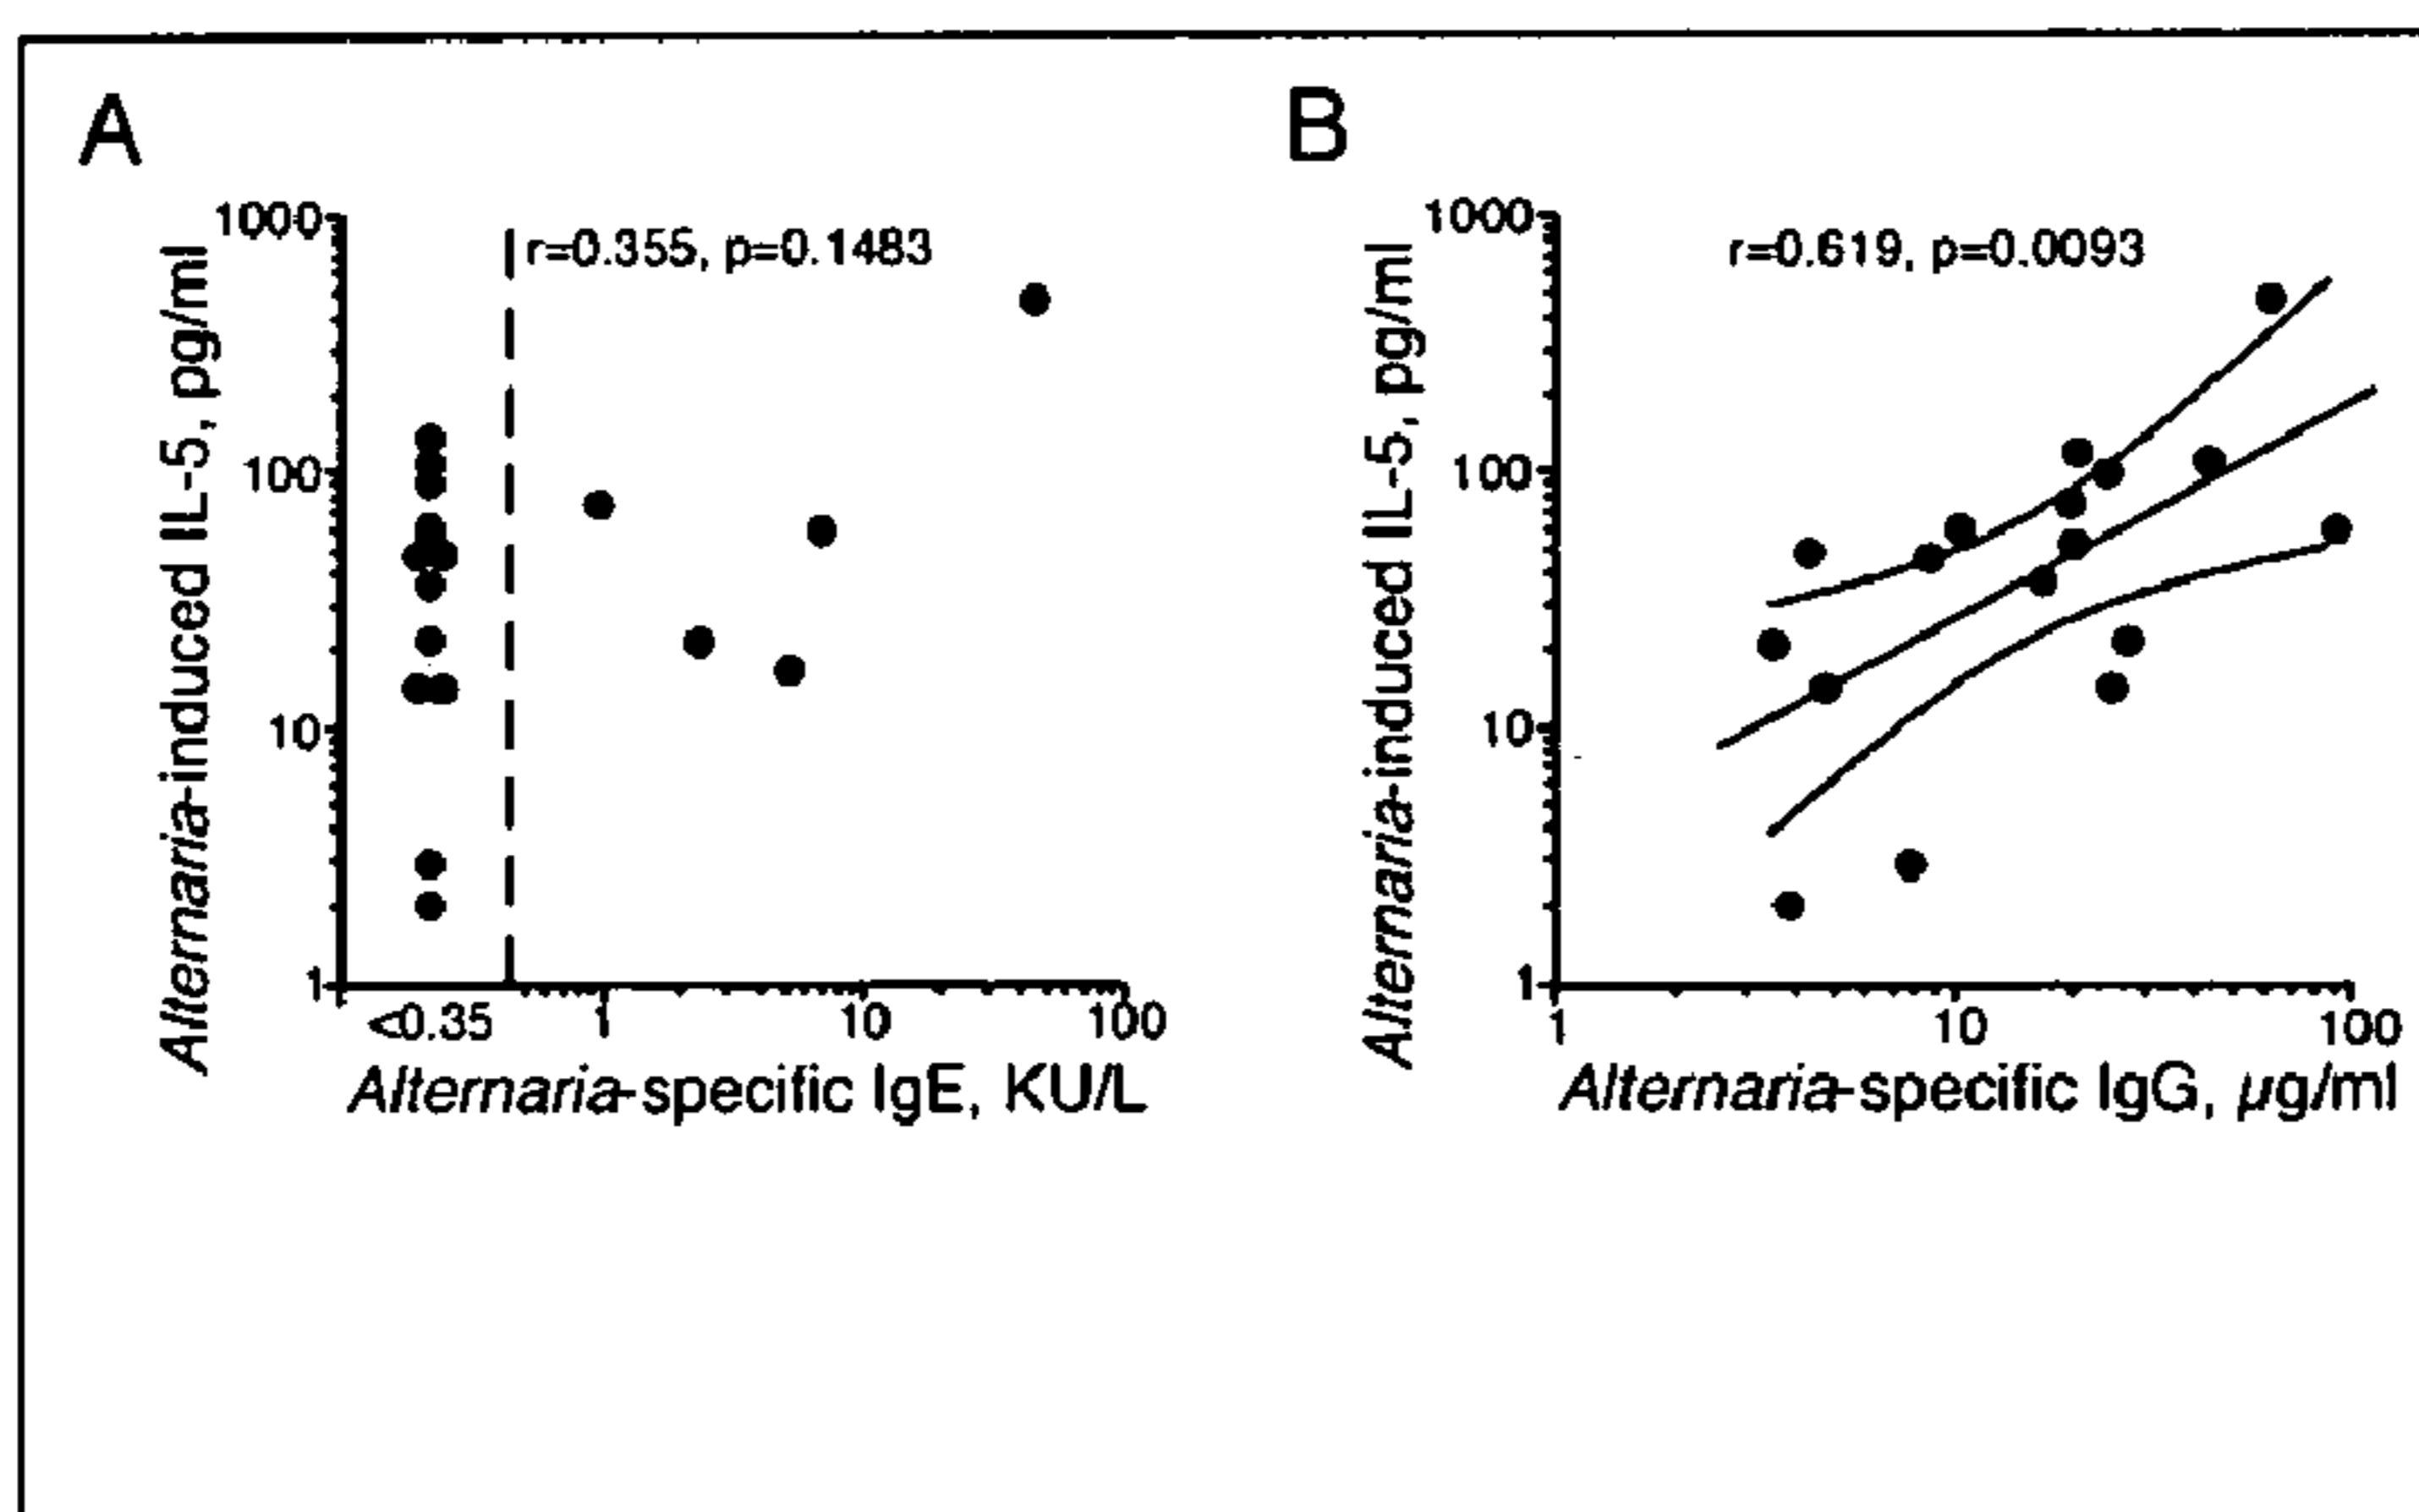 A
B
1000
100
10
1
Alternaria-induced IL-5, pg/ml
r=0.355, p=0.1483
<0.35
1
10
100
Alternaria-specific IgE, KU/L
1000
100
10
1
Alternaria-induced IL-5, pg/ml
r=0.619, p=0.0093
1
10
100
Alternaria-specific IgG, µg/ml